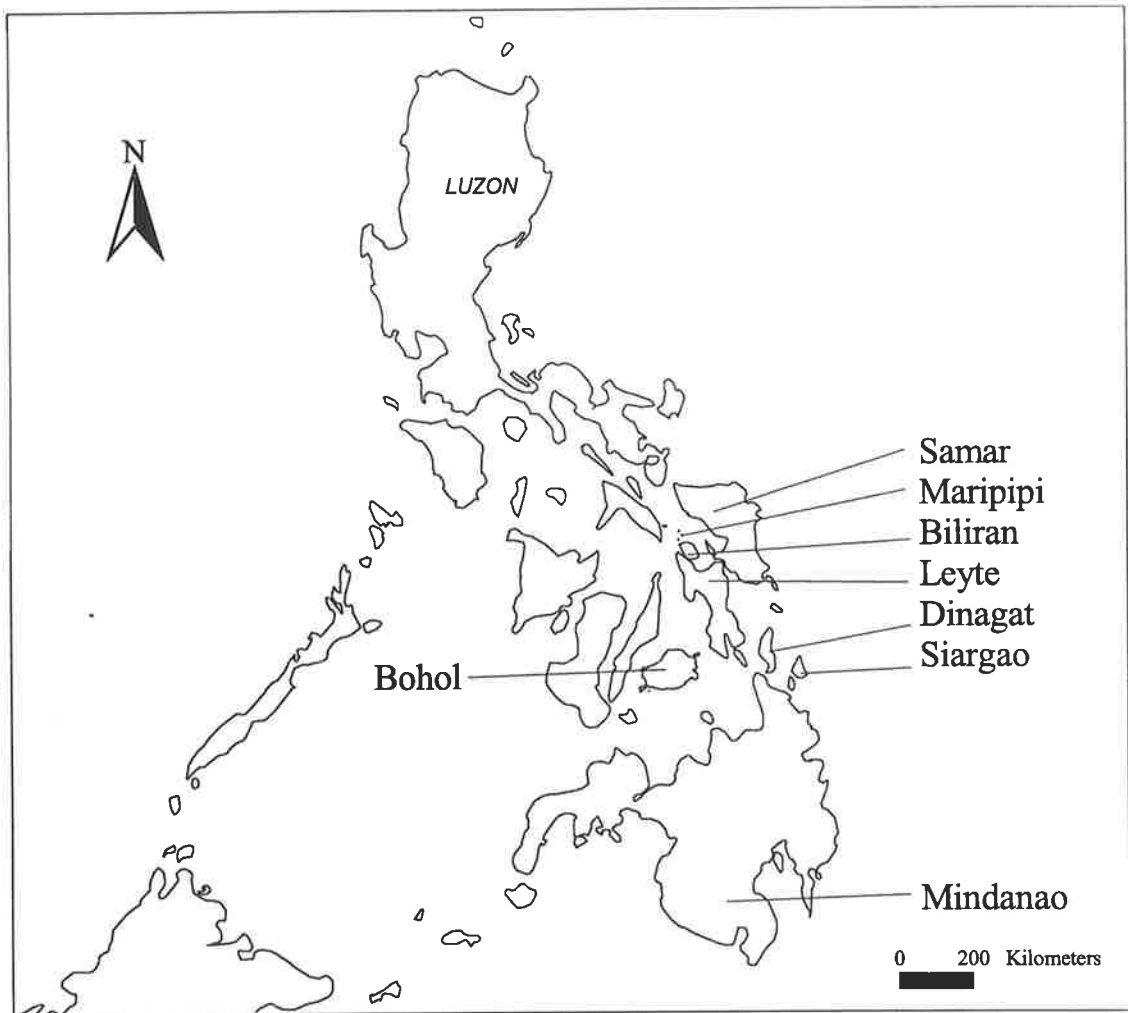 N
LUZON
Samar
Maripipi
Biliran
Leyte
Dinagat
Siargao
Bohol
Mindanao
0 200 Kilometers